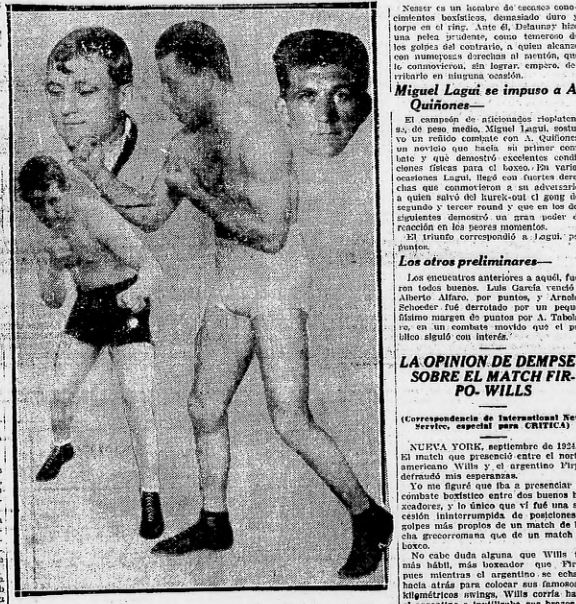 Nesser es un hombre de escasos cono-
cimientos boxísticos, demasiado duro y
torpe en el ring. Ante él, Delaunay hizo
una pelea prudente, como temeroso de
los golpes del contrario, a quien alcanzó
con numerosas derechas al mentón, que
le conmovieron, sin lograr, empero, de-
rribarlo en ninguna ocasión.
Miguel Lagui se impuso a A.
Quiñones—
El campeón de aficionados rioplaten-
se, de peso medio, Miguel Lagui, sostu-
vo un reñido combate con A. Quiñones,
un novicio que hacía su primer com-
bate y que demostró excelentes condi-
ciones físicas para el boxeo. En varias
ocasiones Lagui, llegó con fuertes dere-
chas que conmovieron a su adversario
a quien salvó del knock-out el gong del
segundo y tercer round y que en los dos
siguientes demostró un gran poder de
reacción en los peores momentos.
El triunfo correspondió a Lagui, por
puntos.
Los otros preliminares—
Los encuentros anteriores a aquél, fue-
ron todos buenos. Luis García venció a
Alberto Alfaro, por puntos, y Arnold
Schoeder fué derrotado por un peque-
ñísimo margen de puntos por A.
en un combate movido que el pú-
blico siguió con interés.
LA OPINION DE DEMPSEY
SOBRE EL MATCH FIR-
PO- WILLS
(Correspondencia de International News
Service, especial para CRITICA)
NUEVA YORK, septiembre de 1924.
El match que presenció entre el norte-
americano Wills y el argentino Firpo
defraudó mis esperanzas.
Yo me figuré que iba a presenciar un
combate boxístico entre dos buenos bo-
xeadores, y lo único que ví fué una su-
cesión ininterrumpida de posiciones y
golpes más propios de un match de lu-
cha grecorromana que de un match de
boxeo.
No cabe duda alguna que Wills
más hábil, más boxeador que Firpo
pues mientras el argentino se echaba
hacia atrás para colocar sus famosos
kilométricos swings, Wills corría hacia